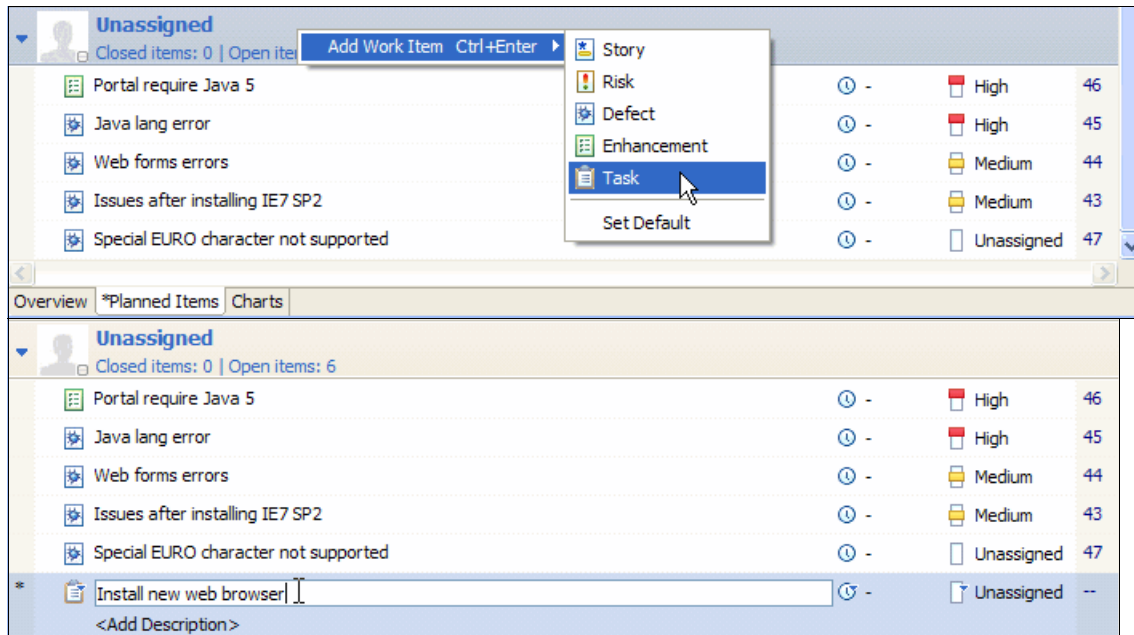 Unassigned
Closed items: 0 | Open ite
Add Work Item Ctrl+Enter
Story
Risk
Defect
Enhancement
Task
Set Default
Portal require Java 5 - High 46
Java lang error - High 45
Web forms errors - Medium 44
Issues after installing IE7 SP2 - Medium 43
Special EURO character not supported - Unassigned 47
Overview *Planned Items Charts
Unassigned
Closed items: 0 | Open items: 6
Portal require Java 5 - High 46
Java lang error - High 45
Web forms errors - Medium 44
Issues after installing IE7 SP2 - Medium 43
Special EURO character not supported - Unassigned 47
* Install new web browser - Unassigned --
<Add Description>